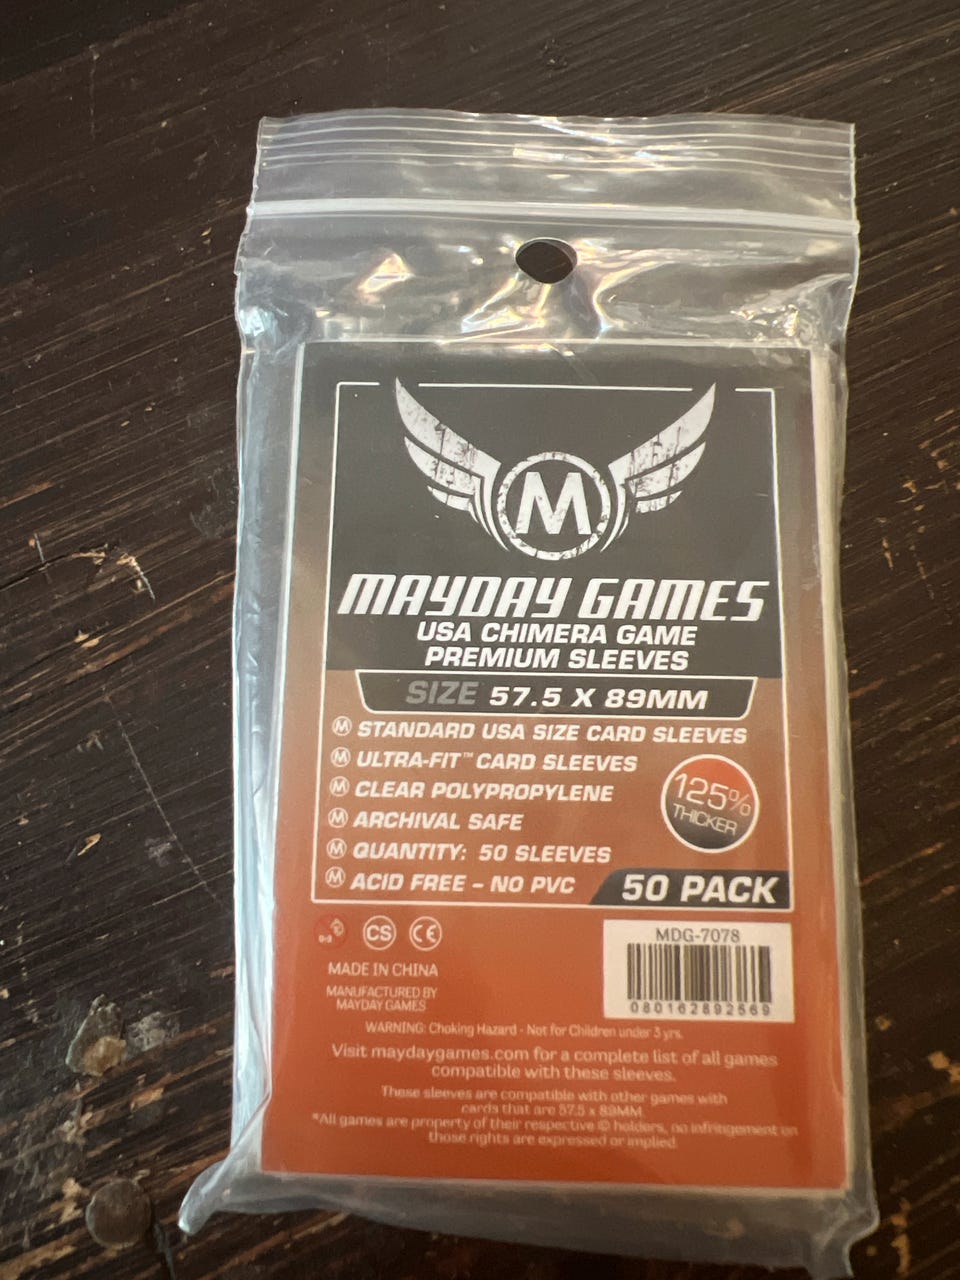 M
MAYDAY GAMES
USA CHIMERA GAME
PREMIUM SLEEVES
SIZE 57.5 X 89MM
M STANDARD USA SIZE CARD SLEEVES
M ULTRA-FIT™ CARD SLEEVES
M CLEAR POLYPROPYLENE
M ARCHIVAL SAFE
M QUANTITY: 50 SLEEVES
M ACID FREE - NO PVC
125%
THICKER
50 PACK
0-3 CS CE
MADE IN CHINA
MANUFACTURED BY
MAYDAY GAMES
MDG-7078
080162892569
WARNING: Choking Hazard - Not for Children under 3 yrs.
Visit maydaygames.com for a complete list of all games
compatible with these sleeves.
These sleeves are compatible with other games with
cards that are 57.5 x 89MM
*All games are property of their respective © holders, no infringement on
those rights are expressed or implied.